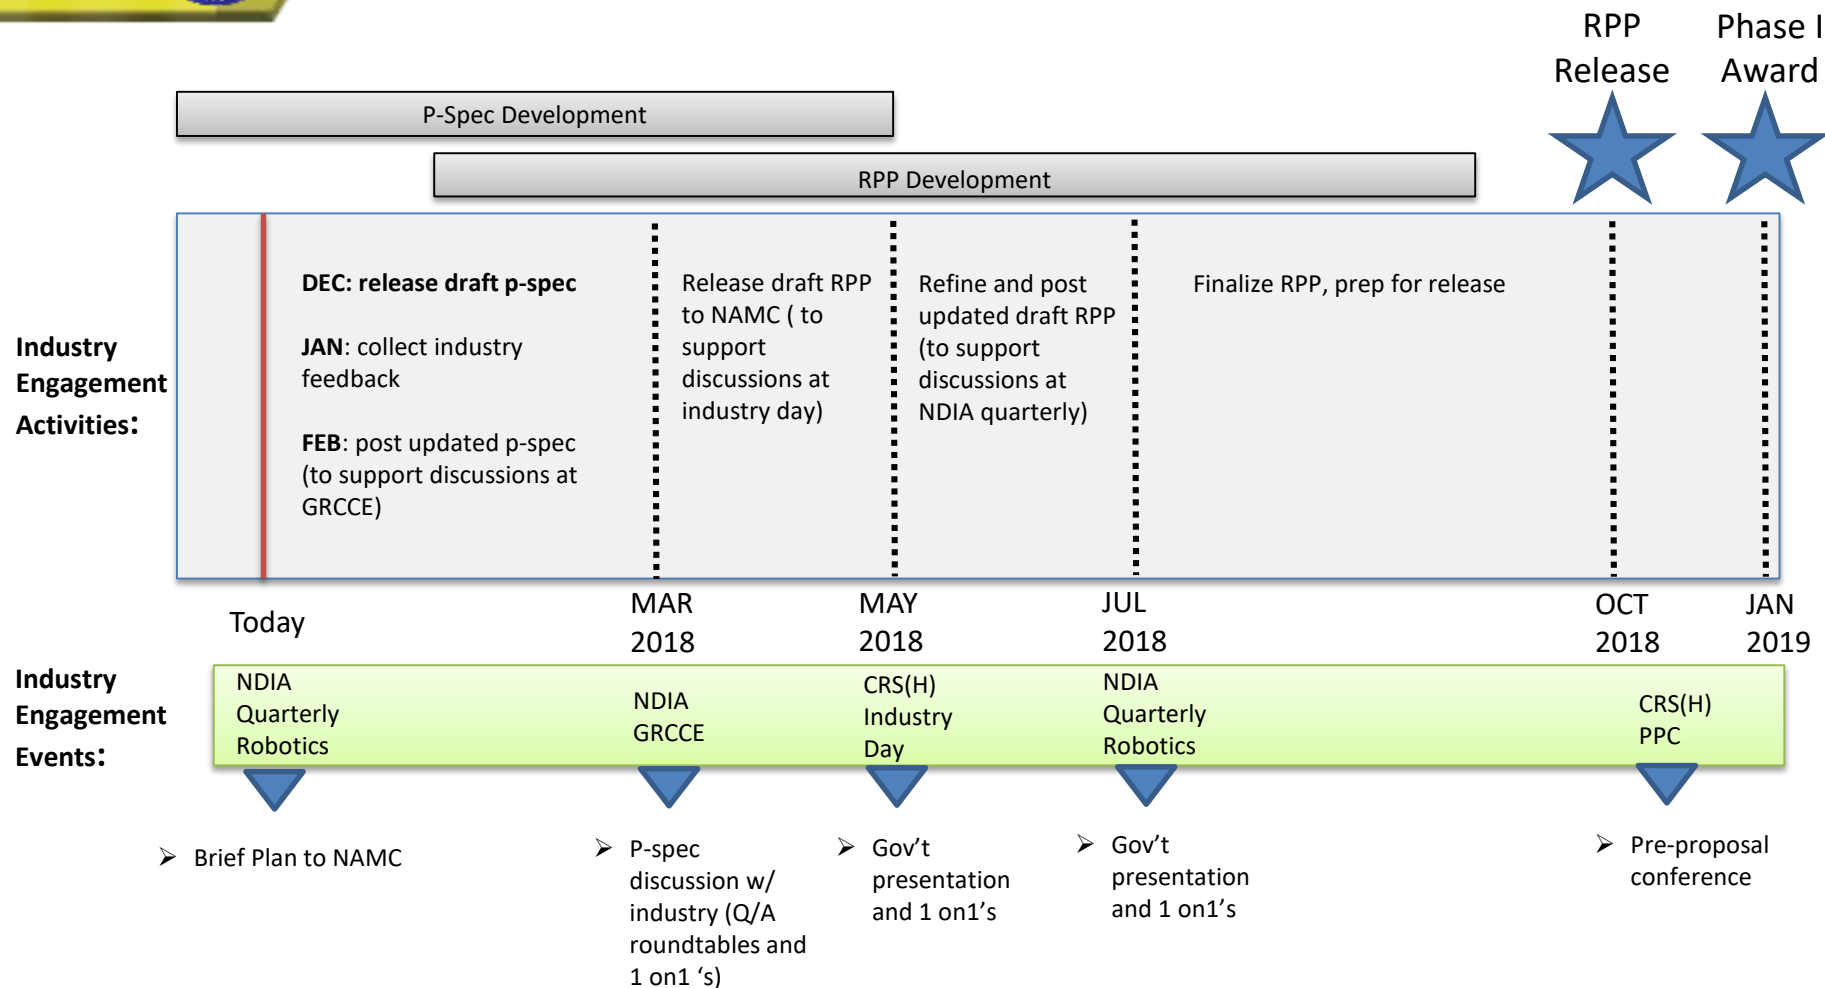 RPP
Release
Phase I
Award
P-Spec Development
RPP Development
Industry
Engagement
Activities:
DEC: release draft p-spec
JAN: collect industry
feedback
FEB: post updated p-spec
(to support discussions at
GRCCE)
Release draft RPP
to NAMC ( to
support
discussions at
industry day)
Refine and post
updated draft RPP
(to support
discussions at
NDIA quarterly)
Finalize RPP, prep for release
Today
MAR
2018
MAY
2018
JUL
2018
OCT
2018
JAN
2019
Industry
Engagement
Events:
NDIA
Quarterly
Robotics
NDIA
GRCCE
CRS(H)
Industry
Day
NDIA
Quarterly
Robotics
CRS(H)
PPC
➢ Brief Plan to NAMC
➢ P-spec
discussion w/
industry (Q/A
roundtables and
1 on1 ‘s)
➢ Gov’t
presentation
and 1 on1’s
➢ Gov’t
presentation
and 1 on1’s
➢ Pre-proposal
conference